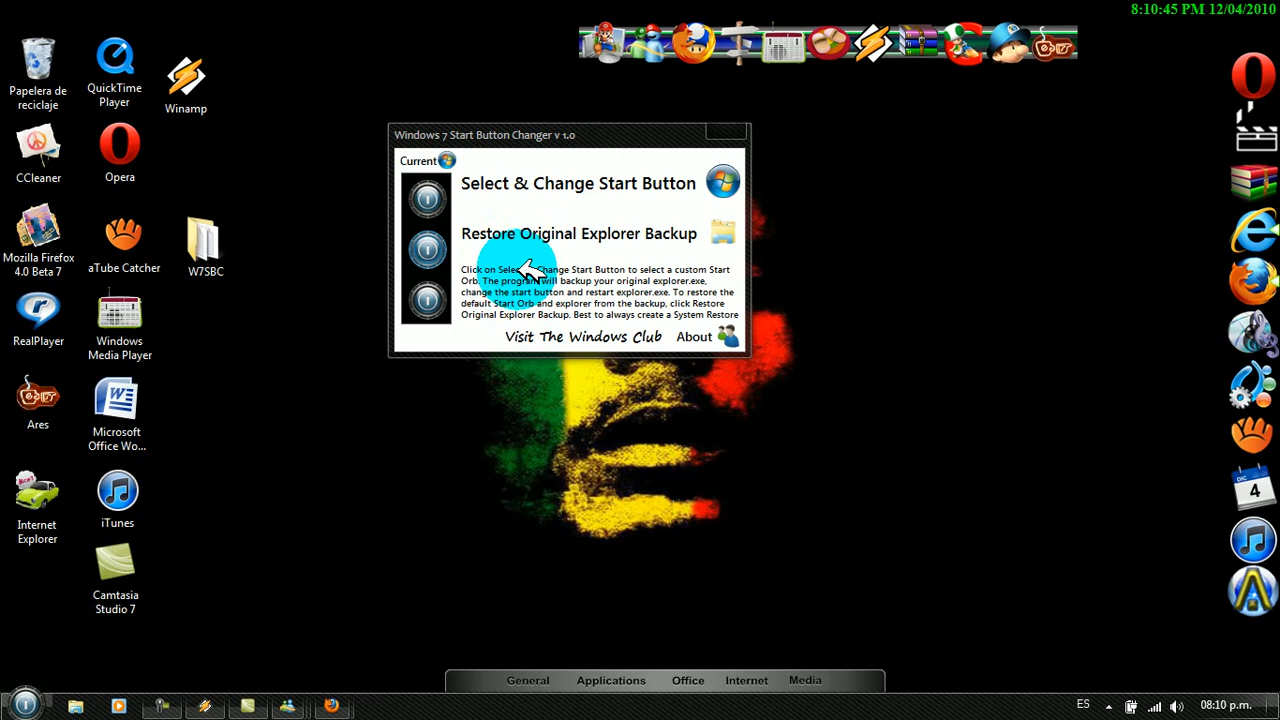 8:10:45 PM 12/04/2010
Papelera de
reciclaje
QuickTime
Player
Winamp
CCleaner
Opera
Mozilla Firefox
4.0 Beta 7
aTube Catcher
W7SBC
RealPlayer
Windows
Media Player
Ares
Microsoft
Office Wo...
Internet
Explorer
iTunes
Camtasia
Studio 7
Windows 7 Start Button Changer v 1.0
Current
Select & Change Start Button
Restore Original Explorer Backup
Click on Select Change Start Button to select a custom Start
Orb. The program will backup your original explorer.exe,
change the start button and restart explorer.exe. To restore the
default Start Orb and explorer from the backup, click Restore
Original Explorer Backup. Best to always create a System Restore
Visit The Windows Club
About
DIC
4
General Applications Office Internet Media
ES
08:10 p.m.